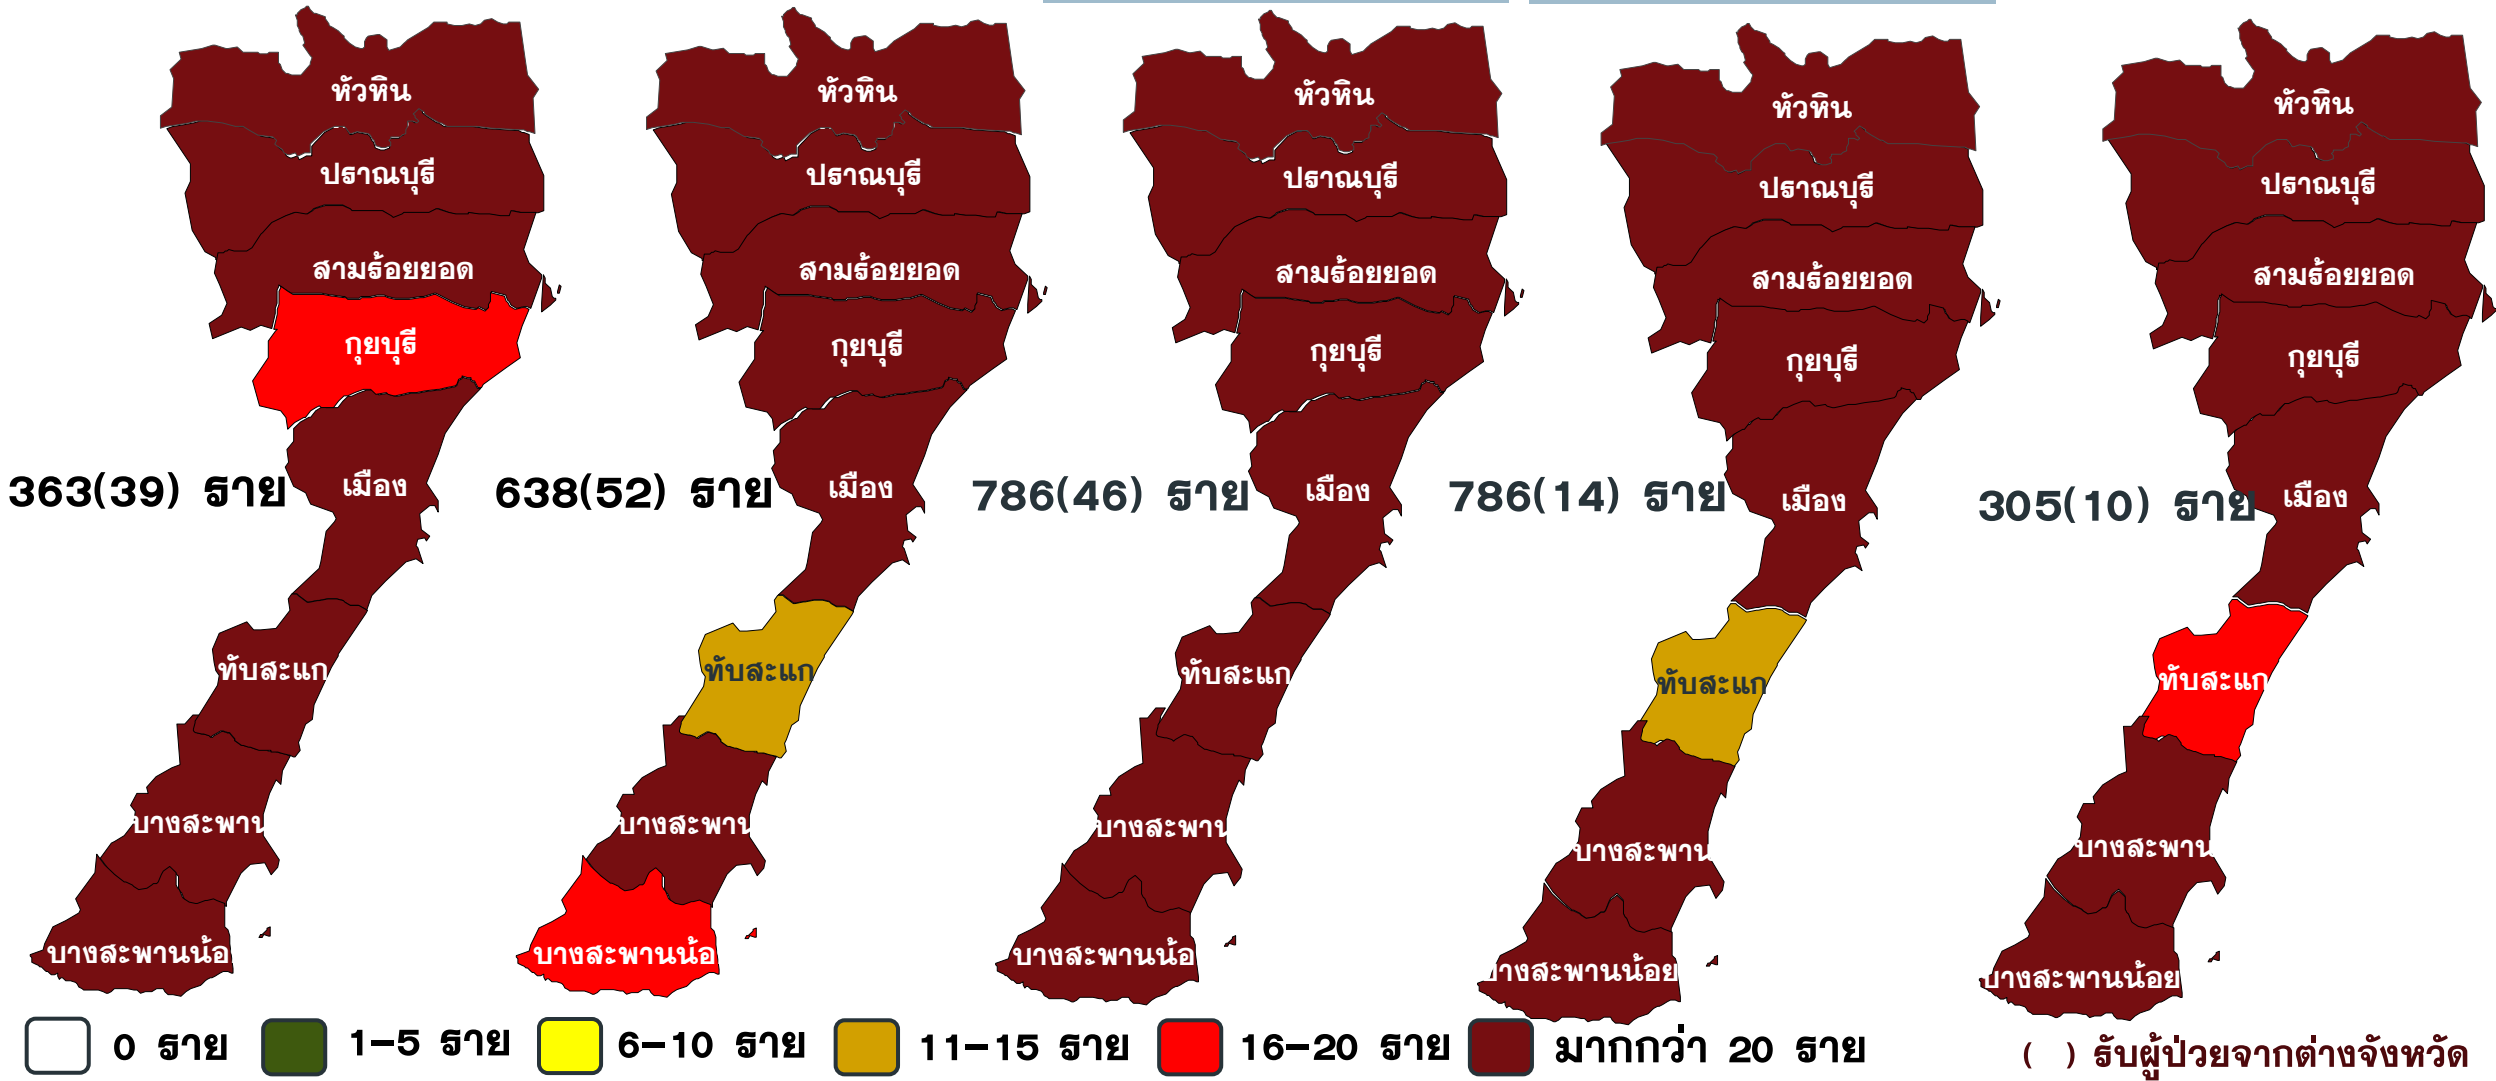 หัวหิน
ปราณบุรี
สามร้อยยอด
กุยบุรี
363(39) ราย
เมือง
ทับสะแก
บางสะพาน
บางสะพานน้อ
หัวหิน
ปราณบุรี
สามร้อยยอด
กุยบุรี
638(52) ราย
เมือง
ทับสะแก
บางสะพาน
บางสะพานน้อ
หัวหิน
ปราณบุรี
สามร้อยยอด
กุยบุรี
786(46) ราย
เมือง
ทับสะแก
บางสะพาน
บางสะพานน้อ
หัวหิน
ปราณบุรี
สามร้อยยอด
กุยบุรี
786(14) ราย
เมือง
ทับสะแก
บางสะพาน
บางสะพานน้อย
หัวหิน
ปราณบุรี
สามร้อยยอด
กุยบุรี
305(10) ราย
เมือง
ทับสะแก
บางสะพาน
บางสะพานน้อย
0 ราย
1-5 ราย
6-10 ราย
11-15 ราย
16-20 ราย
มากกว่า 20 ราย
( ) รับผู้ป่วยจากต่างจังหวัด